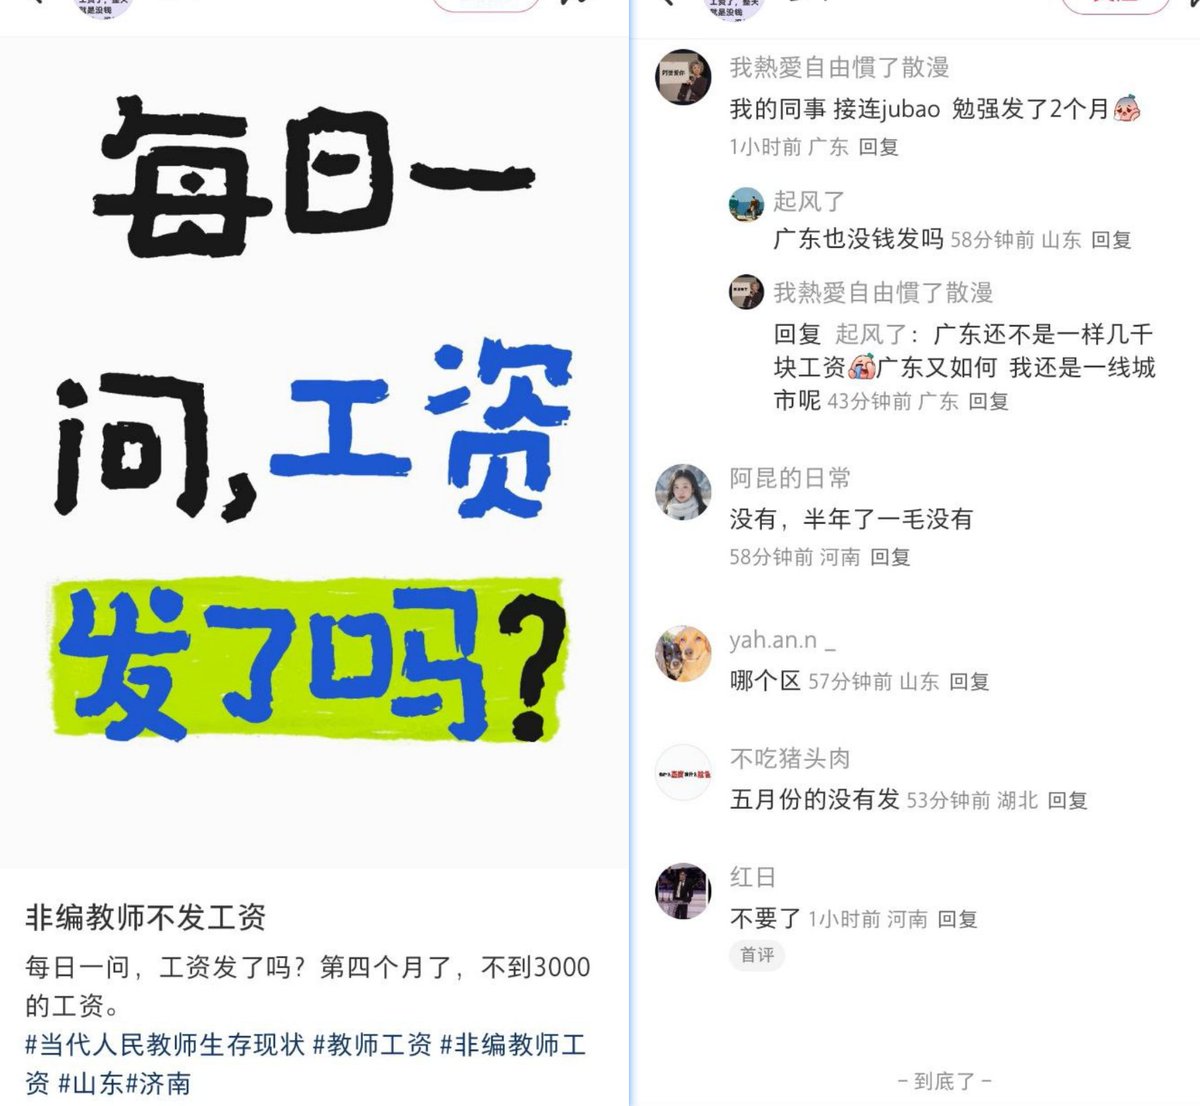 每日一
问,工资
发了吗?
非编教师不发工资
每日一问，工资发了吗？第四个月了，不到3000
的工资。
#当代人民教师生存现状 #教师工资 #非编教师工
资 #山东#济南
我熱愛自由慣了散漫
我的同事 接连jubao 勉强发了2个月
1小时前 广东 回复
起风了
广东也没钱发吗 58分钟前 山东 回复
我熱愛自由慣了散漫
回复 起风了：广东还不是一样几千
块工资广东又如何 我还是一线城
市呢 43分钟前 广东 回复
阿昆的日常
没有，半年了一毛没有
58分钟前 河南 回复
yah.an.n _
哪个区 57分钟前 山东 回复
不吃猪头肉
五月份的没有发 53分钟前 湖北 回复
红日
不要了 1小时前 河南 回复
首评
- 到底了 -